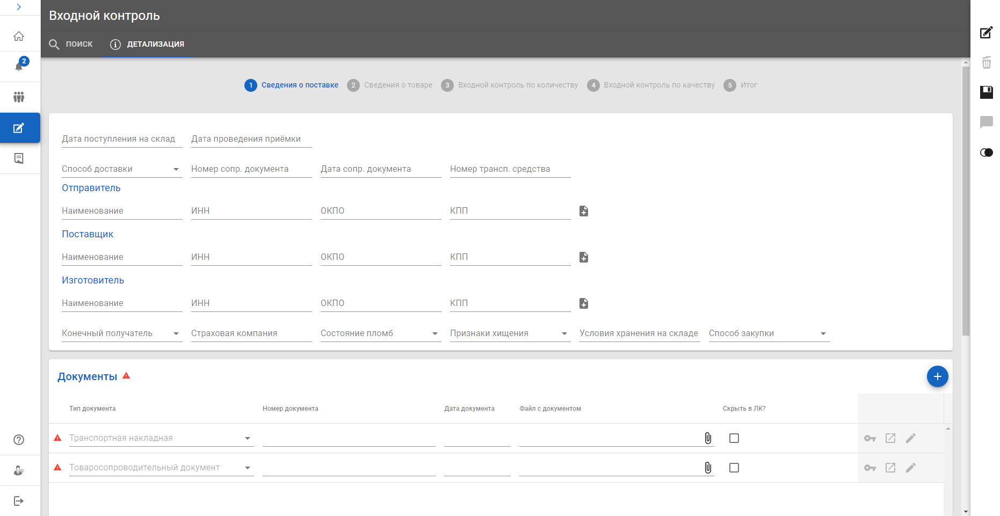 Входной контроль
ПОИСК
ДЕТАЛИЗАЦИЯ
2
1 Сведения о поставке 2 Сведения о товаре 3 Входной контроль по количеству 4 Входной контроль по качеству 5 Итог
Дата поступления на склад Дата проведения приёмки
Способ доставки Номер сопр. документа Дата сопр. документа Номер трансп. средства
Отправитель
Наименование ИНН ОКПО КПП
Поставщик
Наименование ИНН ОКПО КПП
Изготовитель
Наименование ИНН ОКПО КПП
Конечный получатель Страховая компания Состояние пломб Признаки хищения Условия хранения на складе Способ закупки
Документы
Тип документа Номер документа Дата документа Файл с документом Скрыть в ЛК?
Транспортная накладная
Товаросопроводительный документ